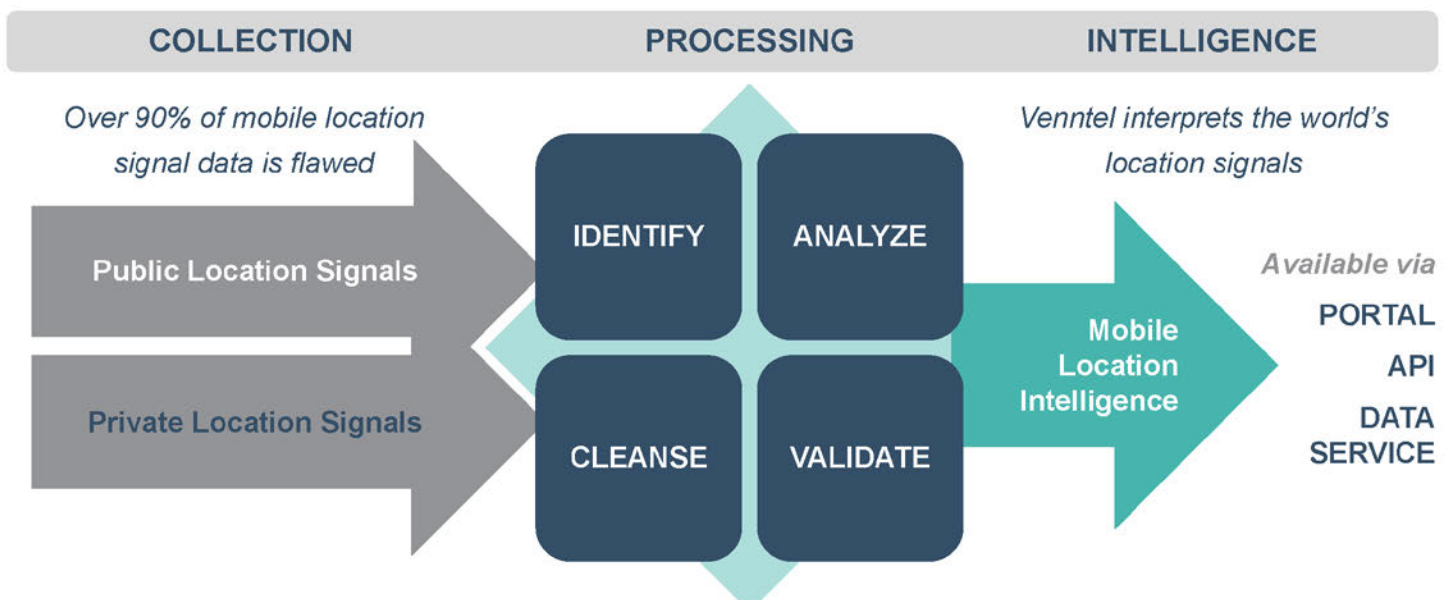 COLLECTION
PROCESSING
INTELLIGENCE
Over 90% of mobile location
signal data is flawed
Public Location Signals
Private Location Signals
IDENTIFY
ANALYZE
CLEANSE
VALIDATE
Venntel interprets the world's
location signals
Mobile
Location
Intelligence
Available via
PORTAL
API
DATA
SERVICE